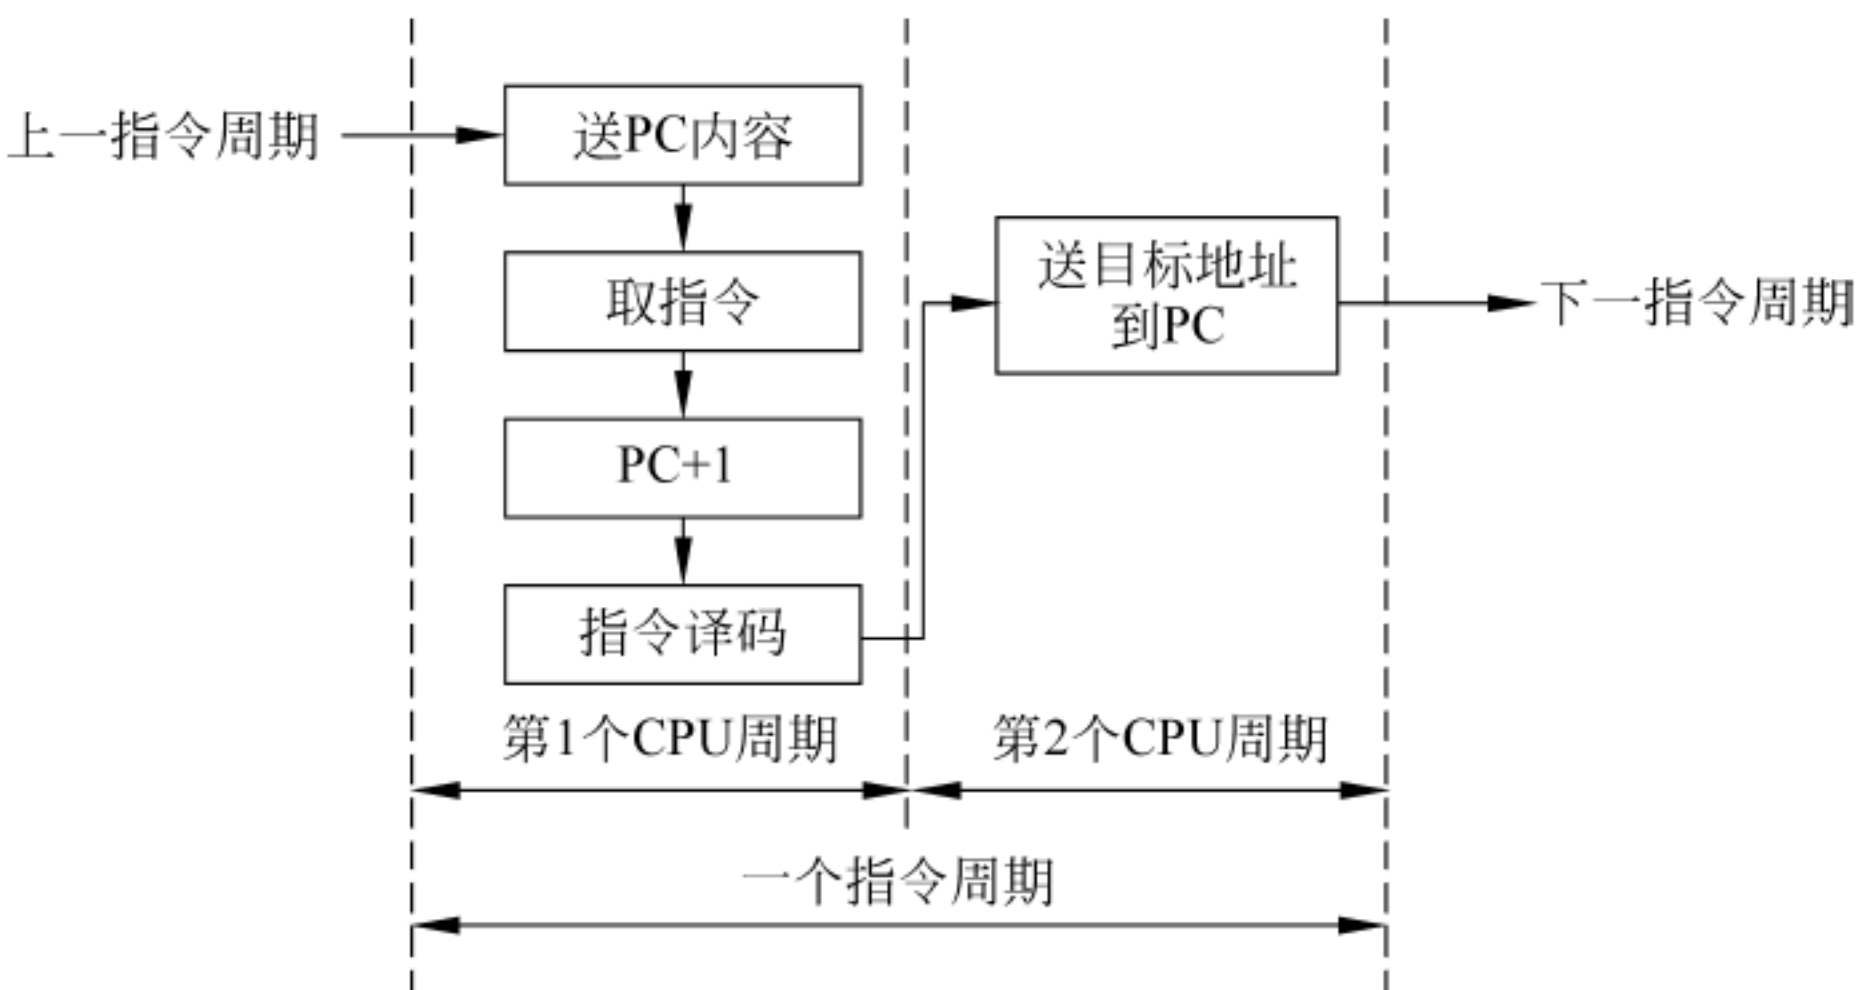 上一指令周期
送PC内容
取指令
PC+1
指令译码
送目标地址
到PC
下一指令周期
第1个CPU周期
第2个CPU周期
一个指令周期